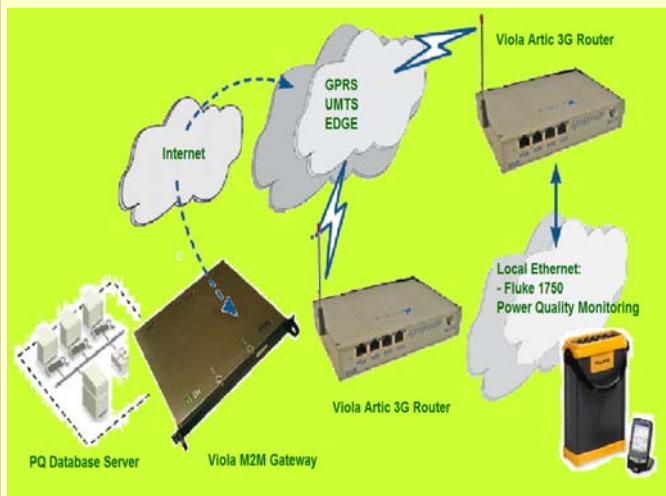 Viola Artic 3G Router
GPRS
UMTS
EDGE
Internet
Local Ethernet:
- Fluke 1750
Power Quality Monitoring
Viola Artic 3G Router
PQ Database Server
Viola M2M Gateway